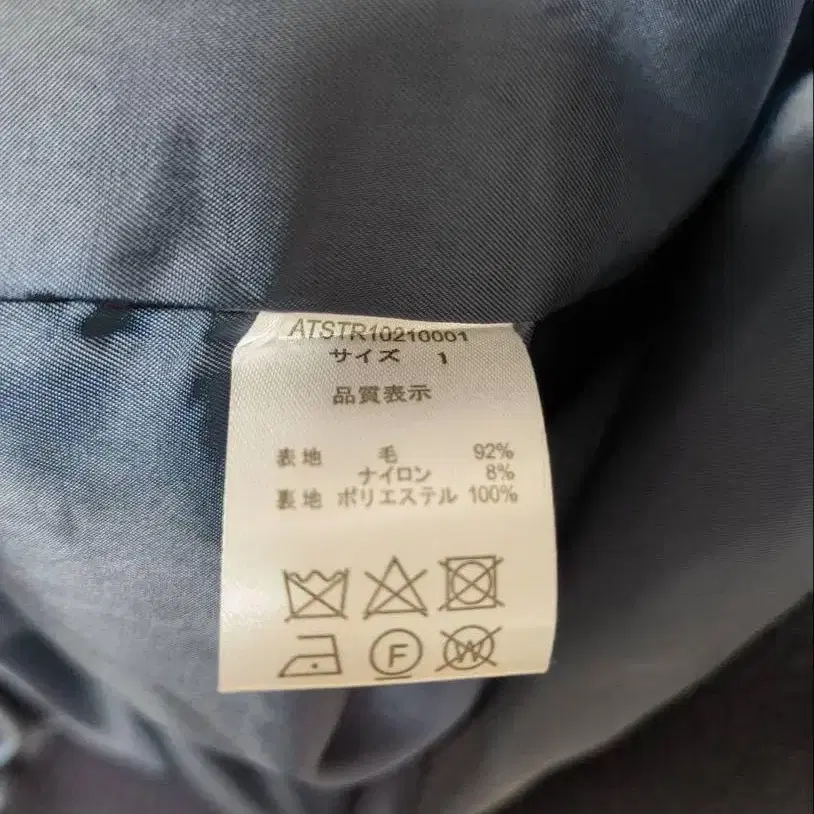 ATSTR10210001
サイズ 1
品質表示
表地 毛 92%
ナイロン 8%
裏地 ポリエステル 100%
F W